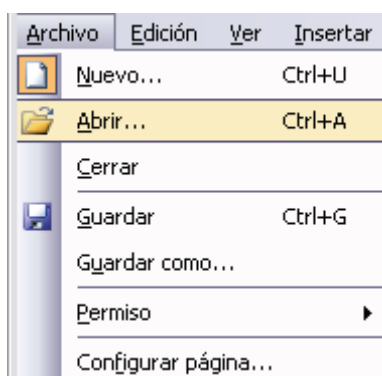 Archivo Edición Ver Insertar
Nuevo... Ctrl+U
Abrir... Ctrl+A
Cerrar
Guardar Ctrl+G
Guardar como...
Permiso
Configurar página...